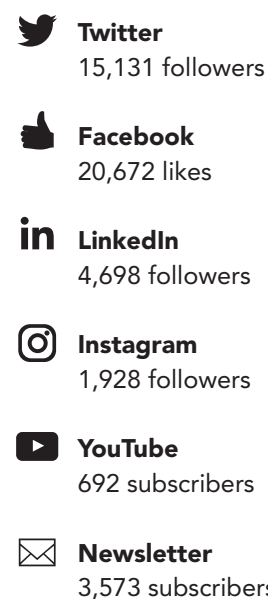 Twitter
15,131 followers
Facebook
20,672 likes
in LinkedIn
4,698 followers
Instagram
1,928 followers
YouTube
692 subscribers
Newsletter
3,573 subscribers